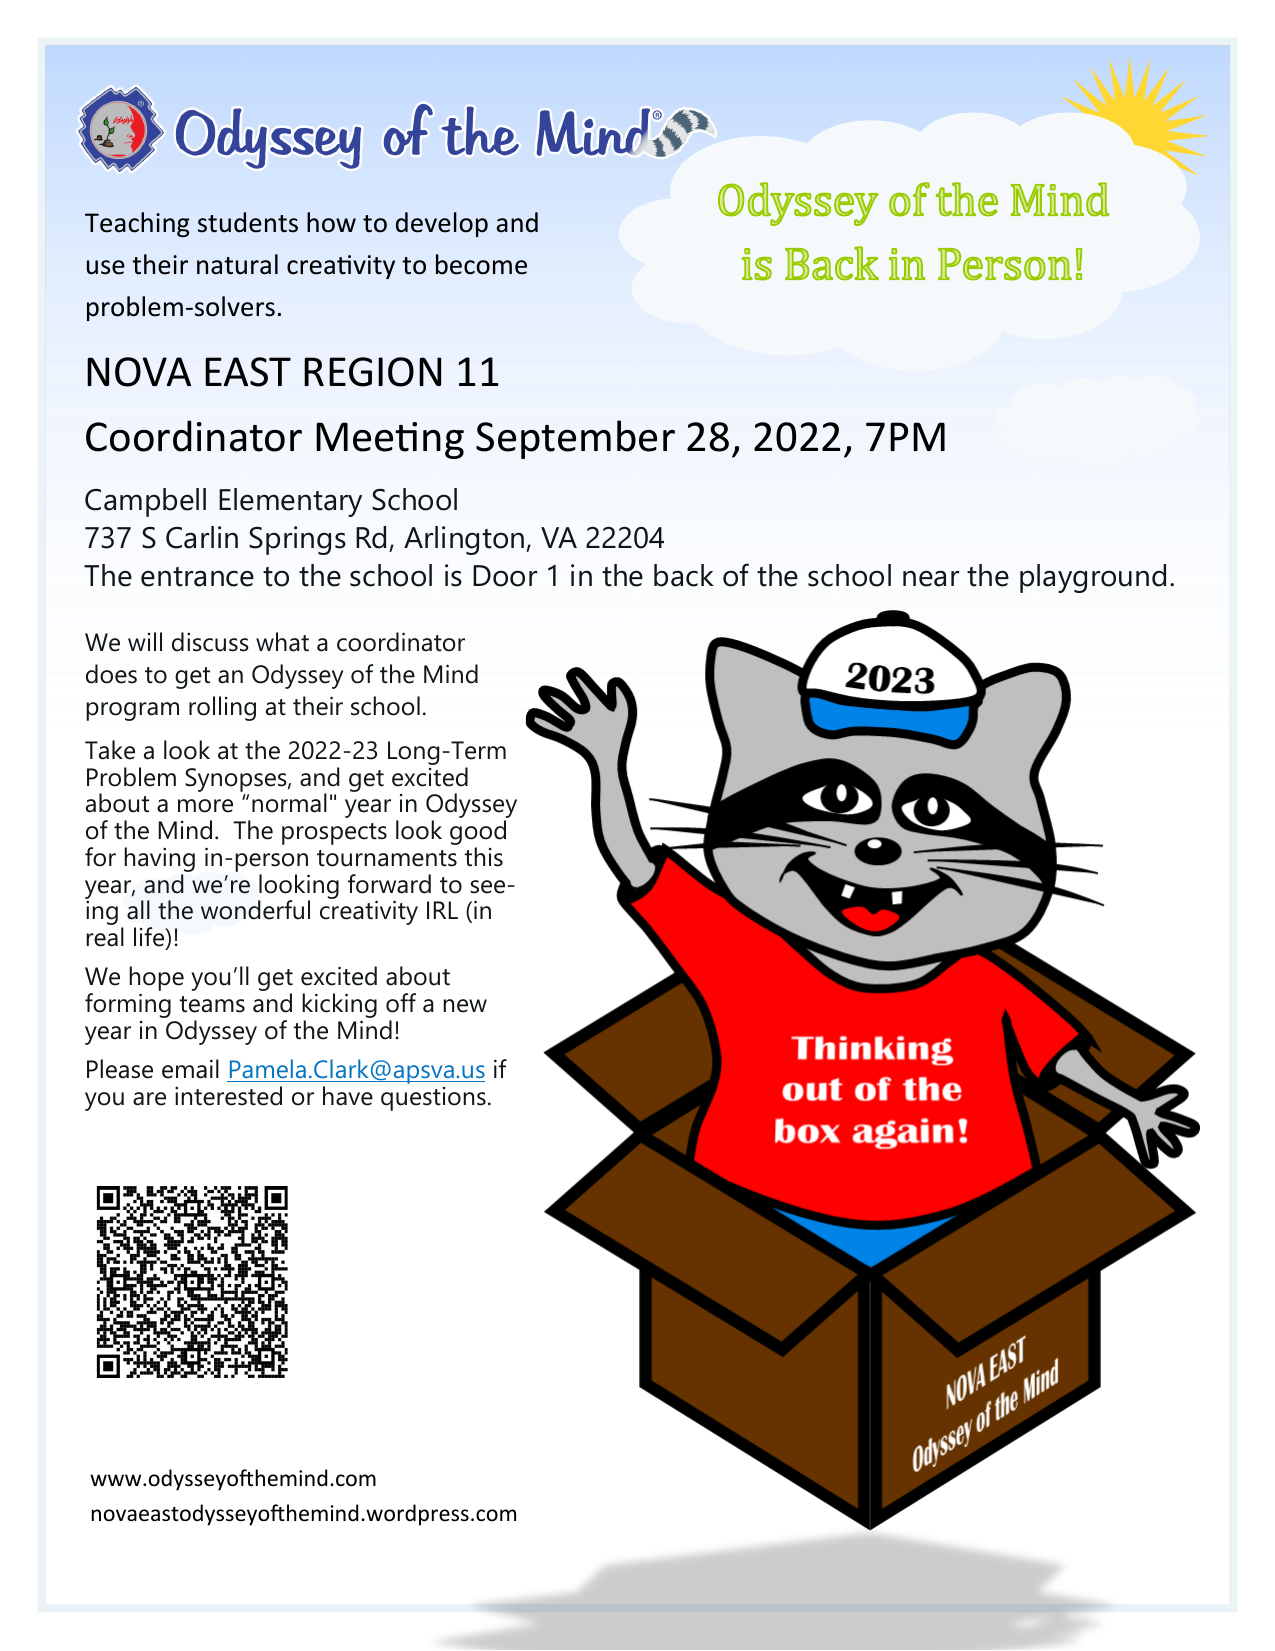 Odyssey of the Mind®
Odyssey of the Mind
is Back in Person!
Teaching students how to develop and
use their natural creativity to become
problem-solvers.
NOVA EAST REGION 11
Coordinator Meeting September 28, 2022, 7PM
Campbell Elementary School
737 S Carlin Springs Rd, Arlington, VA 22204
The entrance to the school is Door 1 in the back of the school near the playground.
We will discuss what a coordinator
does to get an Odyssey of the Mind
program rolling at their school.
Take a look at the 2022-23 Long-Term
Problem Synopses, and get excited
about a more “normal" year in Odyssey
of the Mind.  The prospects look good
for having in-person tournaments this
year, and we’re looking forward to see-
ing all the wonderful creativity IRL (in
real life)!
We hope you’ll get excited about
forming teams and kicking off a new
year in Odyssey of the Mind!
Please email Pamela.Clark@apsva.us if
you are interested or have questions.
2023
Thinking
out of the
box again!
NOVA EAST
Odyssey of the Mind
www.odysseyofthemind.com
novaeastodysseyofthemind.wordpress.com